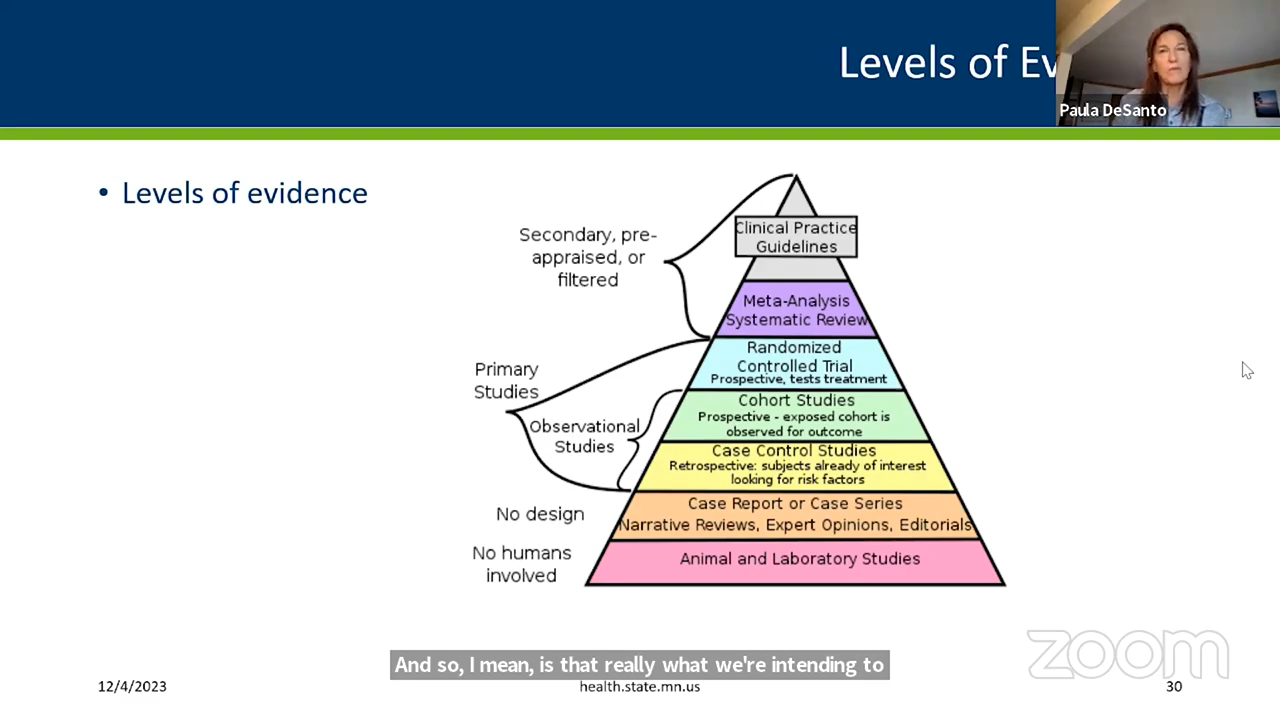 Levels of Ev
Paula DeSanto
• Levels of evidence
Secondary, pre-
appraised, or
filtered
Clinical Practice
Guidelines
Meta-Analysis
Systematic Review
Primary
Studies
Randomized
Controlled Trial
Prospective, tests treatment
Observational
Studies
Cohort Studies
Prospective - exposed cohort is
observed for outcome
Case Control Studies
Retrospective: subjects already of interest
looking for risk factors
No design
Case Report or Case Series
Narrative Reviews, Expert Opinions, Editorials
No humans
involved
Animal and Laboratory Studies
And so, I mean, is that really what we're intending to
zoom
12/4/2023
health.state.mn.us
30